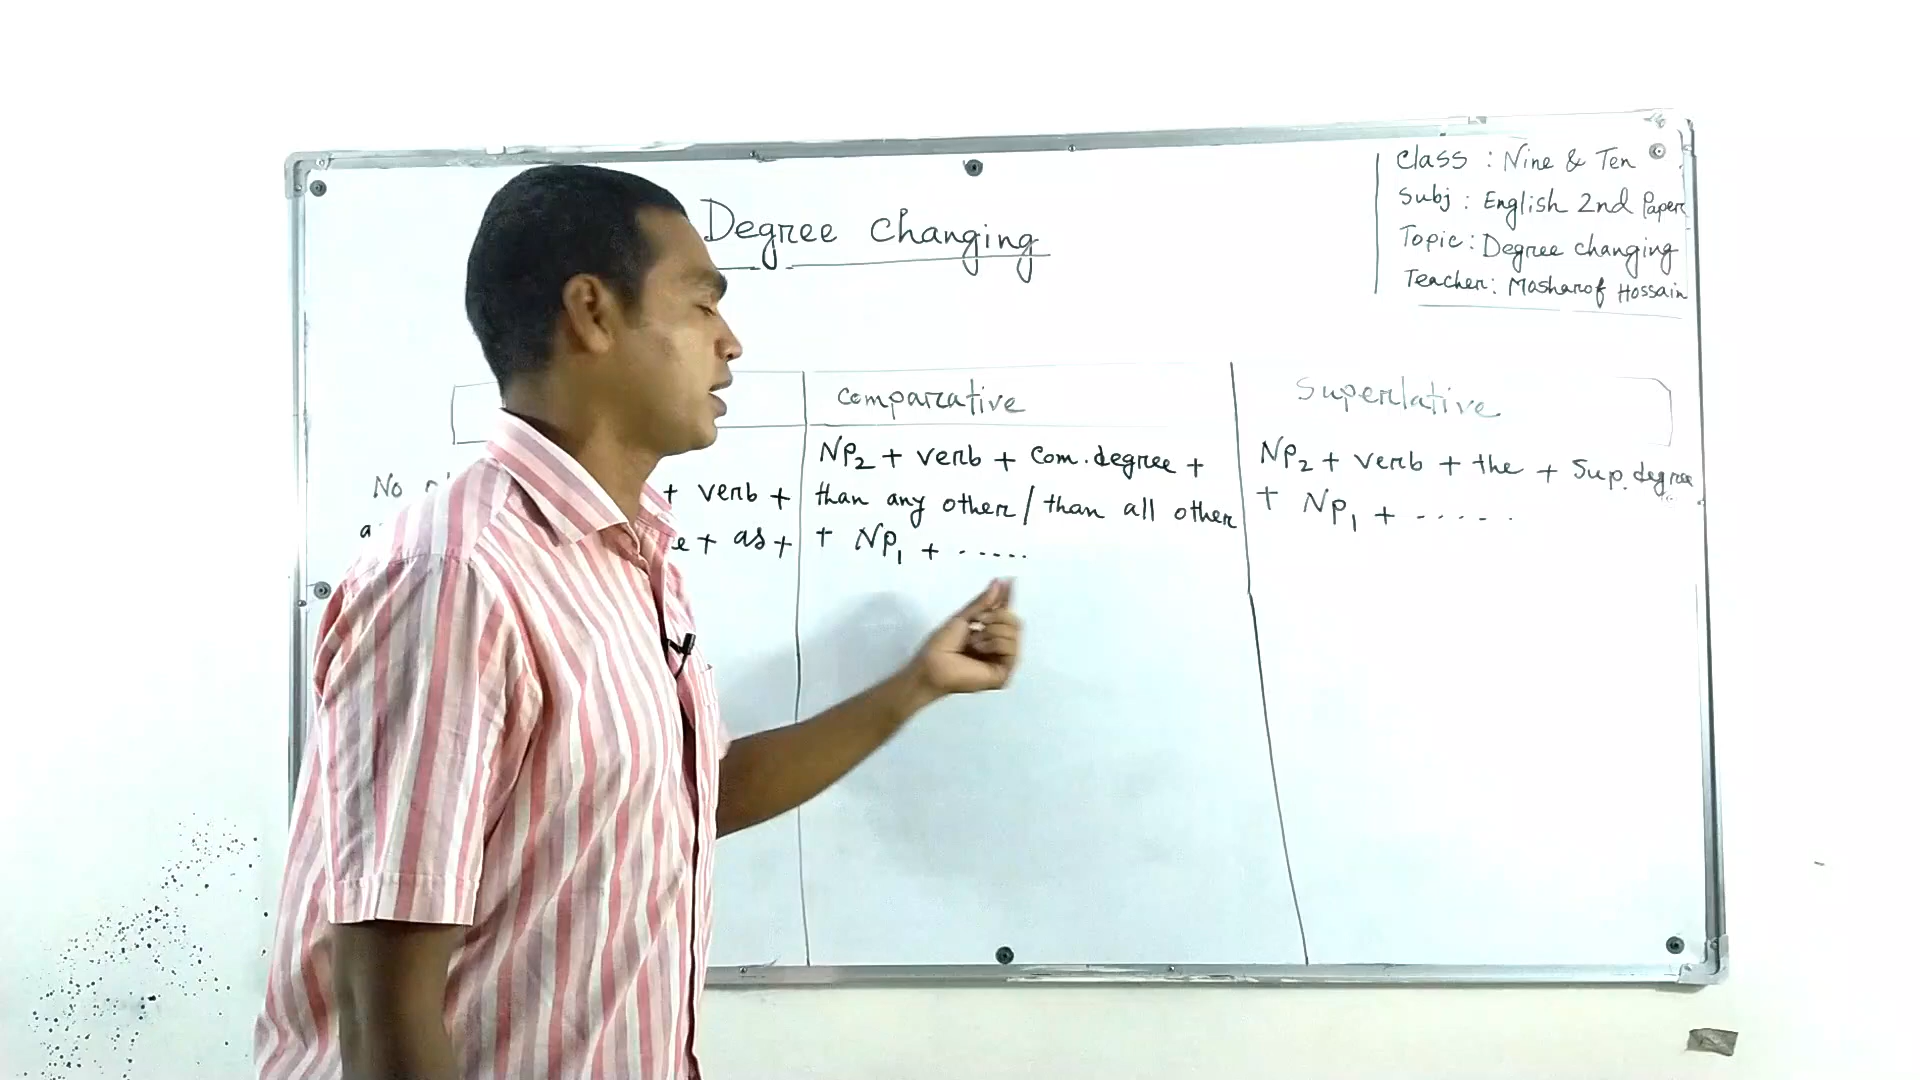 Degree Changing
Class : Nine & Ten
Subj : English 2nd Paper
Topic : Degree changing
Teacher : Mosharof Hossain
No + verb +
+ as +
Comparative
NP2 + verb + Com. degree +
than any other / than all other
+ NP1 + ......
Superlative
NP2 + verb + the + Sup. degree
+ NP1 + ......